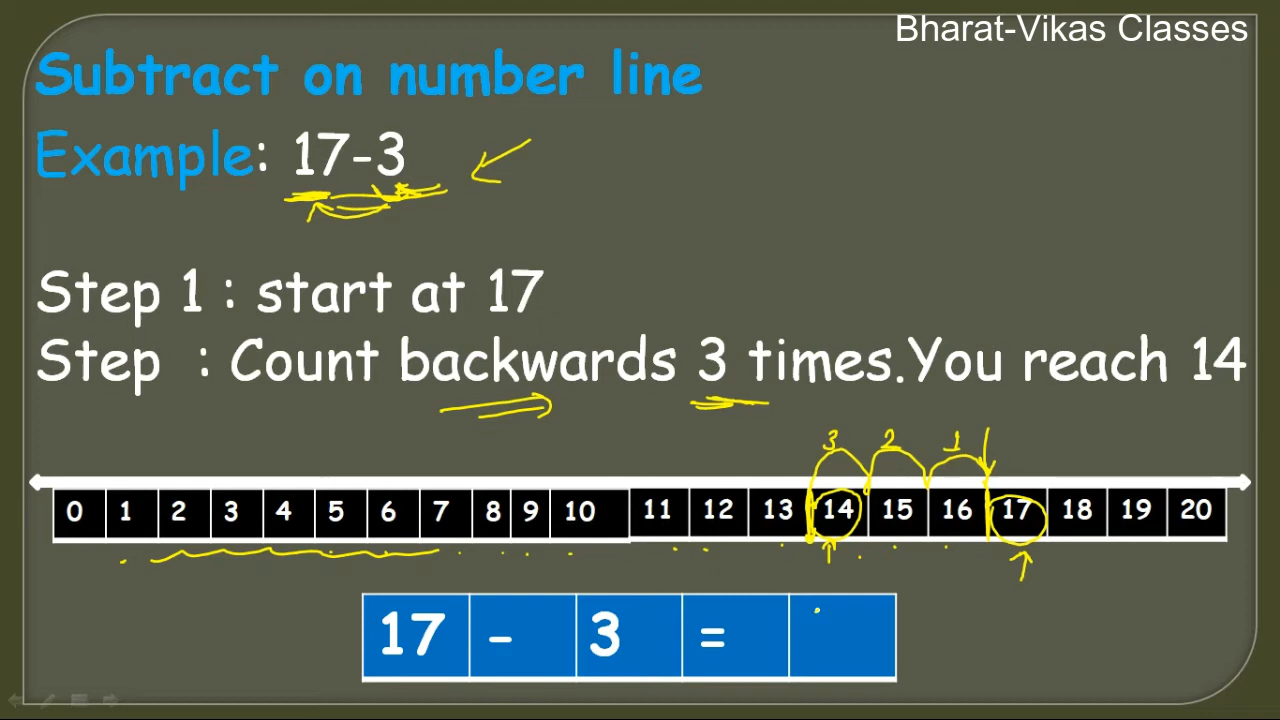 Bharat-Vikas Classes
Subtract on number line
Example: 17-3
Step 1 : start at 17
Step : Count backwards 3 times.You reach 14
3 2 1
0 1 2 3 4 5 6 7 8 9 10 11 12 13 14 15 16 17 18 19 20
17 - 3 =